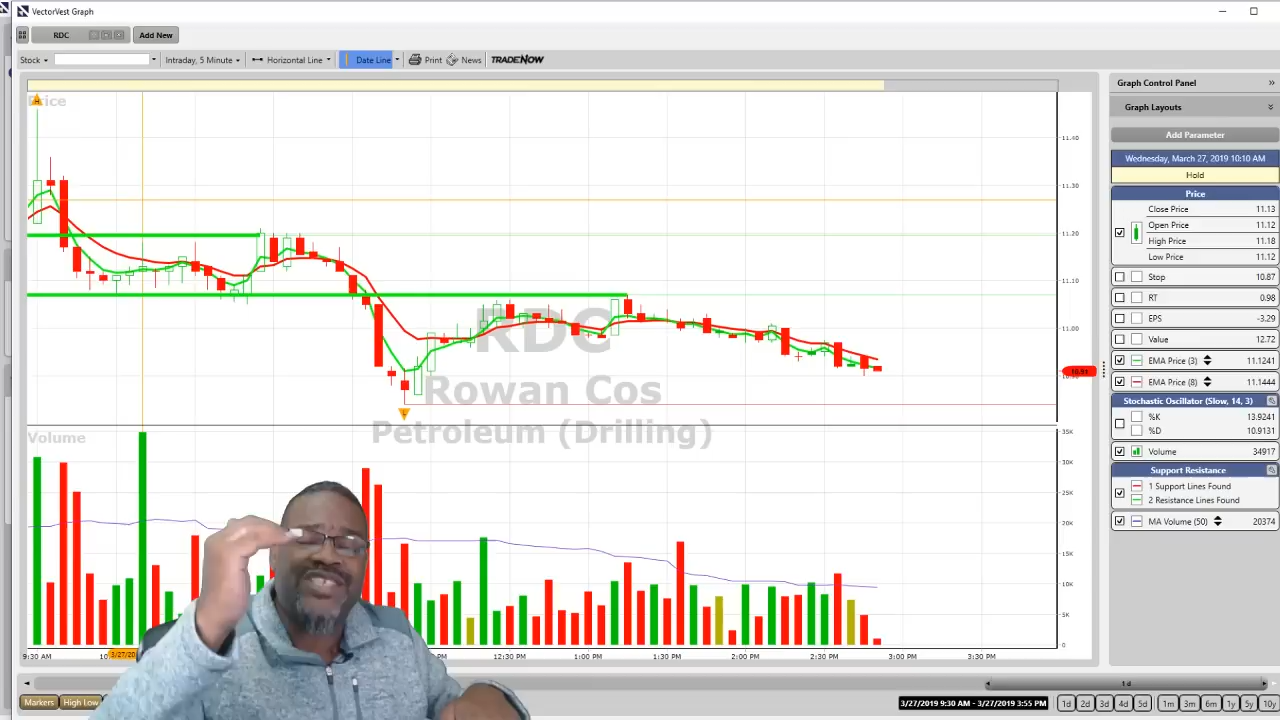 VectorVest Graph
RDC
Add New
Stock
Intraday, 5 Minute
Horizontal Line
Date Line
Print
News
TRADENOW
Price
H
11.40
11.30
11.20
11.10
11.00
10.91
RDC
Rowan Cos
Petroleum (Drilling)
L
Volume
35K
30K
25K
20K
15K
10K
5K
0
9:30 AM
3/27/20
PM
12:30 PM
1:00 PM
1:30 PM
2:00 PM
2:30 PM
3:00 PM
3:30 PM
1 d
Markers
High Low
3/27/2019 9:30 AM - 3/27/2019 3:55 PM
1d 2d 3d 4d 5d 1m 3m 6m 1y 5y 10y
Graph Control Panel
Graph Layouts
Add Parameter
Wednesday, March 27, 2019 10:10 AM
Hold
Price
Close Price 11.13
Open Price 11.12
High Price 11.18
Low Price 11.12
Stop 10.87
RT 0.98
EPS -3.29
Value 12.72
EMA Price (3) 11.1241
EMA Price (8) 11.1444
Stochastic Oscillator (Slow, 14, 3)
%K 13.9241
%D 10.9131
Volume 34917
Support Resistance
1 Support Lines Found
2 Resistance Lines Found
MA Volume (50) 20374